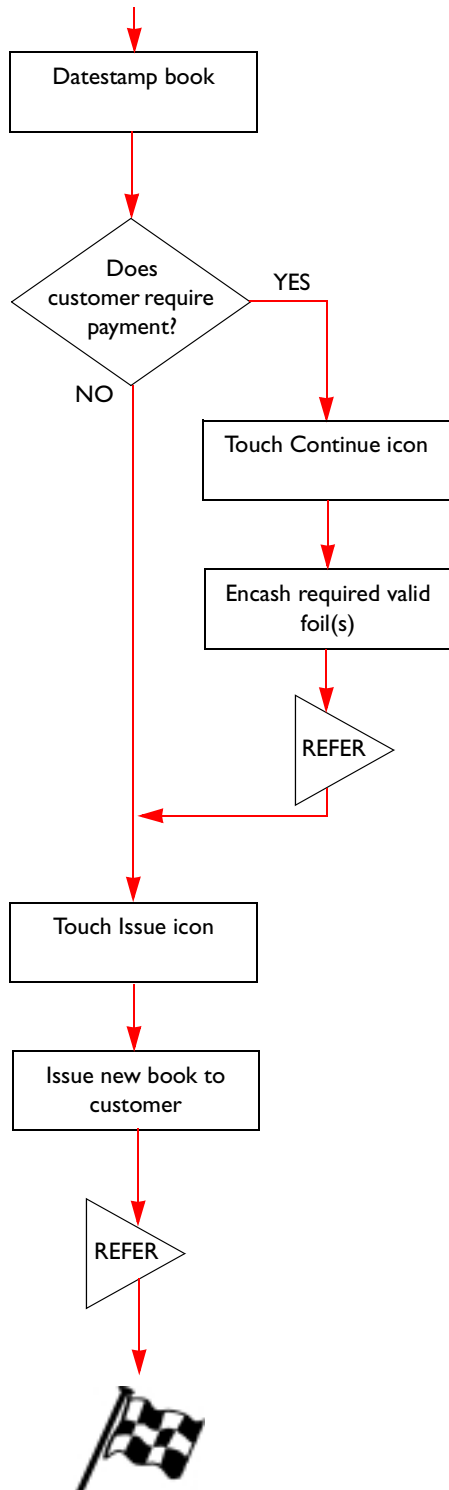 Datestamp book
Does
customer require
payment?
YES
NO
Touch Continue icon
Encash required valid
foil(s)
REFER
Touch Issue icon
Issue new book to
customer
REFER